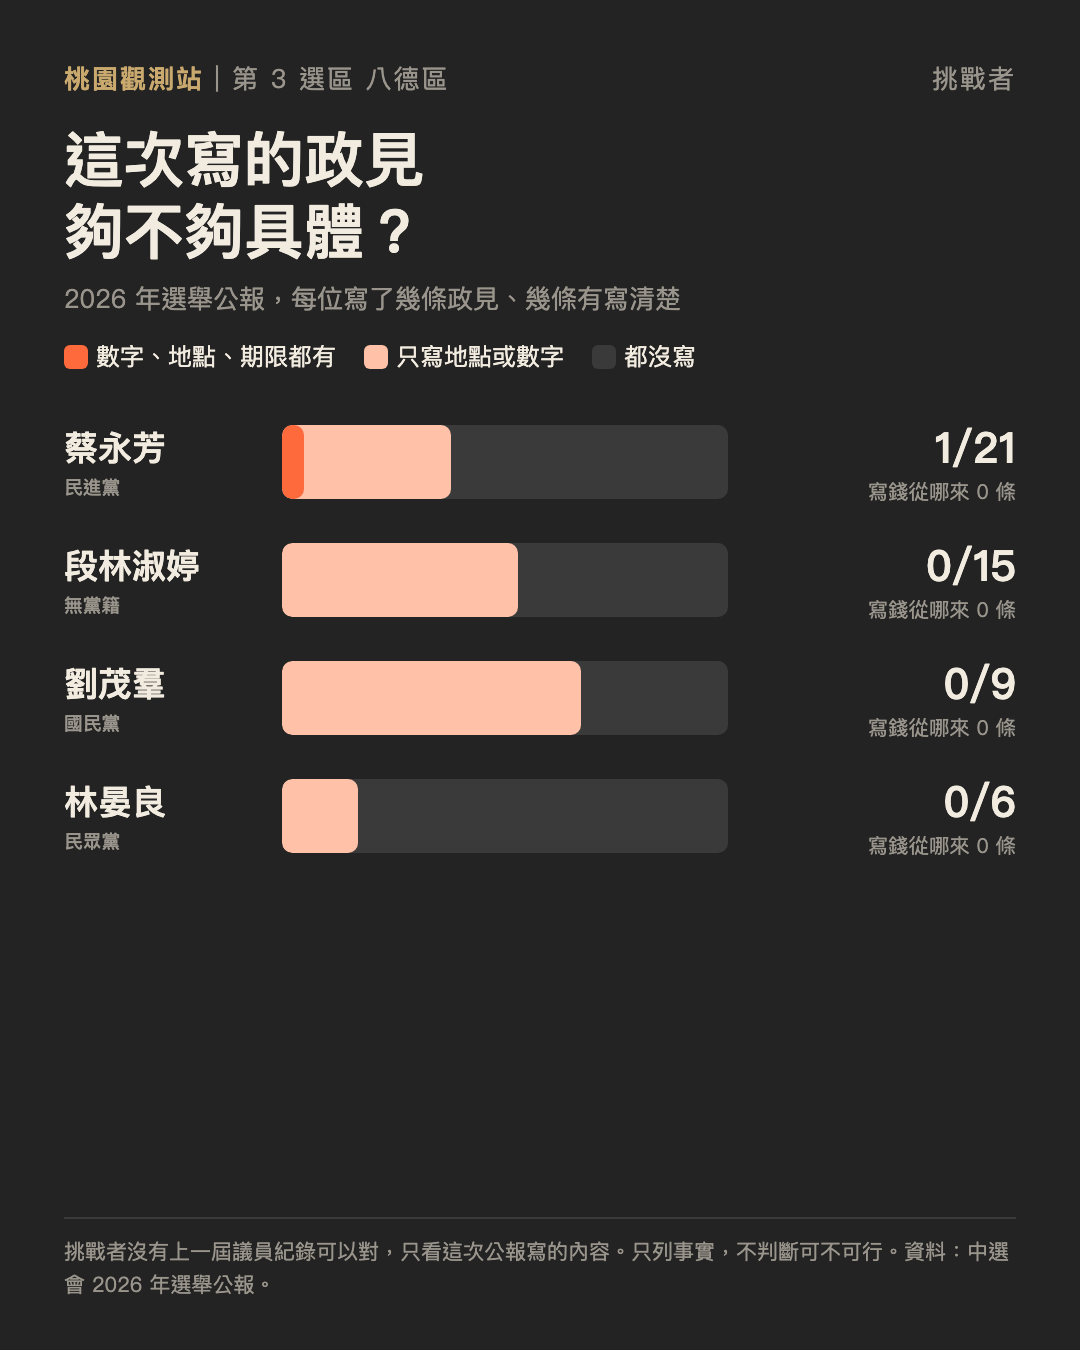 桃園觀測站｜第 3 選區 八德區
挑戰者
這次寫的政見
夠不夠具體？
2026 年選舉公報，每位寫了幾條政見、幾條有寫清楚
數字、地點、期限都有 只寫地點或數字 都沒寫
蔡永芳
民進黨
1/21
寫錢從哪來 0 條
段林淑婷
無黨籍
0/15
寫錢從哪來 0 條
劉茂羣
國民黨
0/9
寫錢從哪來 0 條
林晏良
民眾黨
0/6
寫錢從哪來 0 條
挑戰者沒有上一屆議員紀錄可以對，只看這次公報寫的內容。只列事實，不判斷可不可行。資料：中選
會 2026 年選舉公報。